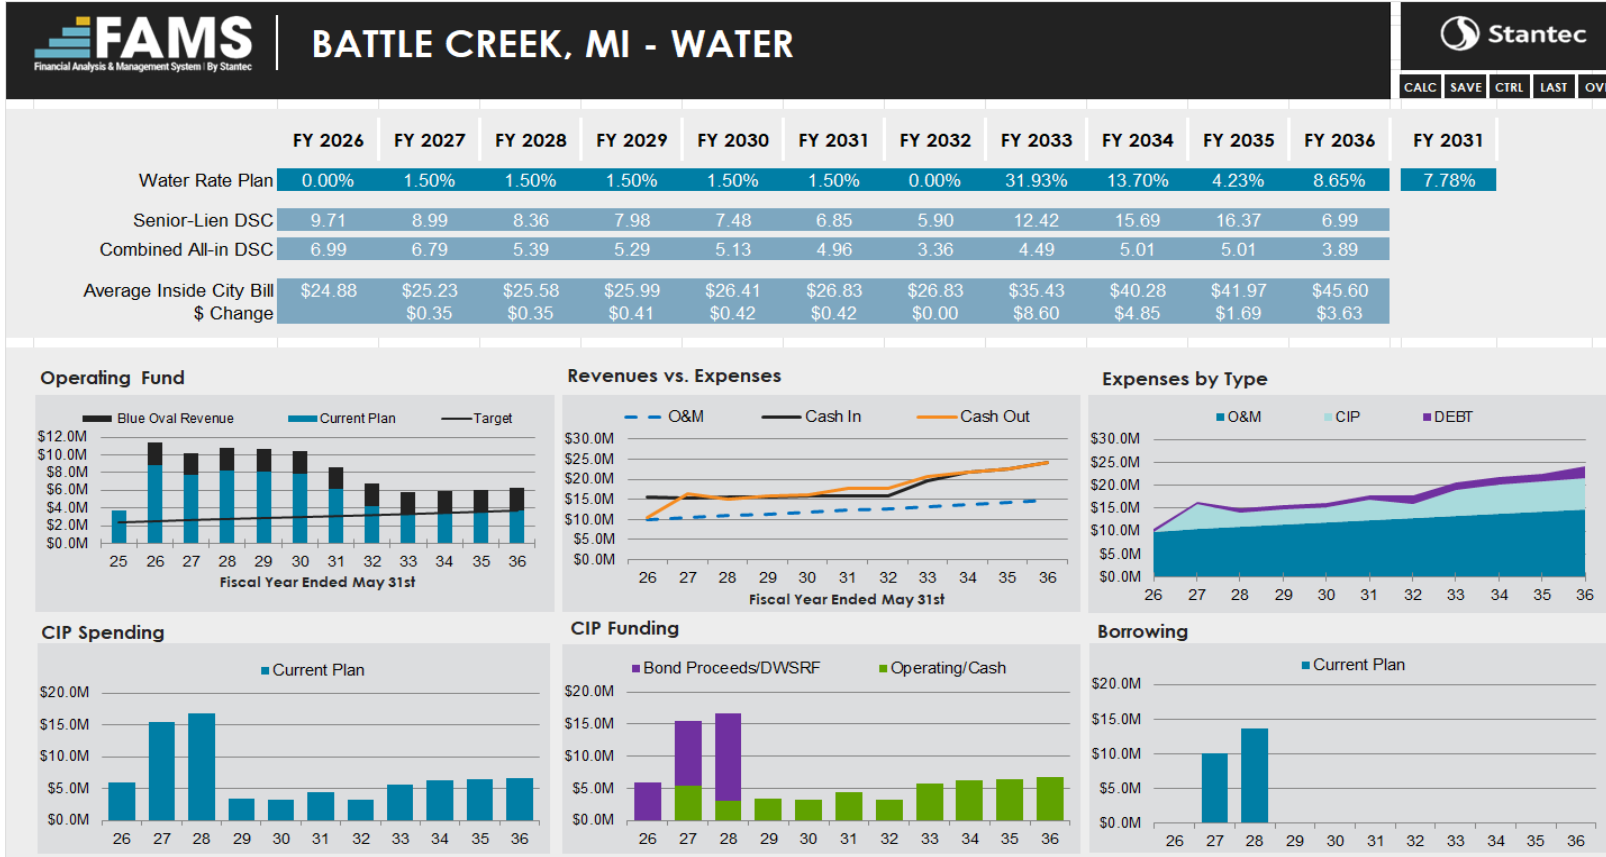 FAMS
Financial Analysis & Management System | By Stantec
BATTLE CREEK, MI - WATER
Stantec
CALC SAVE CTRL LAST OV
FY 2026 FY 2027 FY 2028 FY 2029 FY 2030 FY 2031 FY 2032 FY 2033 FY 2034 FY 2035 FY 2036 FY 2031
Water Rate Plan 0.00% 1.50% 1.50% 1.50% 1.50% 1.50% 0.00% 31.93% 13.70% 4.23% 8.65% 7.78%
Senior-Lien DSC 9.71 8.99 8.36 7.98 7.48 6.85 5.90 12.42 15.69 16.37 6.99
Combined All-in DSC 6.99 6.79 5.39 5.29 5.13 4.96 3.36 4.49 5.01 5.01 3.89
Average Inside City Bill $24.88 $25.23 $25.58 $25.99 $26.41 $26.83 $26.83 $35.43 $40.28 $41.97 $45.60
$ Change $0.35 $0.35 $0.41 $0.42 $0.42 $0.00 $8.60 $4.85 $1.69 $3.63
Operating Fund
Blue Oval Revenue Current Plan Target
$12.0M
$10.0M
$8.0M
$6.0M
$4.0M
$2.0M
$0.0M
25 26 27 28 29 30 31 32 33 34 35 36
Fiscal Year Ended May 31st
Revenues vs. Expenses
O&M Cash In Cash Out
$30.0M
$25.0M
$20.0M
$15.0M
$10.0M
$5.0M
$0.0M
26 27 28 29 30 31 32 33 34 35 36
Fiscal Year Ended May 31st
Expenses by Type
O&M CIP DEBT
$30.0M
$25.0M
$20.0M
$15.0M
$10.0M
$5.0M
$0.0M
26 27 28 29 30 31 32 33 34 35 36
CIP Spending
Current Plan
$20.0M
$15.0M
$10.0M
$5.0M
$0.0M
26 27 28 29 30 31 32 33 34 35 36
CIP Funding
Bond Proceeds/DWSRF Operating/Cash
$20.0M
$15.0M
$10.0M
$5.0M
$0.0M
26 27 28 29 30 31 32 33 34 35 36
Borrowing
Current Plan
$20.0M
$15.0M
$10.0M
$5.0M
$0.0M
26 27 28 29 30 31 32 33 34 35 36